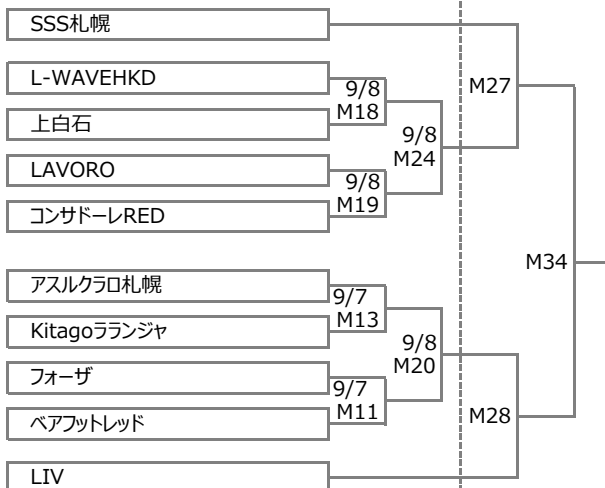 SSS札幌
M27
L-WAVEHKD
9/8
M18
上白石
9/8
M24
LAVORO
9/8
M19
コンサドーレRED
M34
アスルクラロ札幌
9/7
M13
Kitagoラランジャ
9/8
M20
フォーザ
9/7
M11
ベアフットレッド
M28
LIV